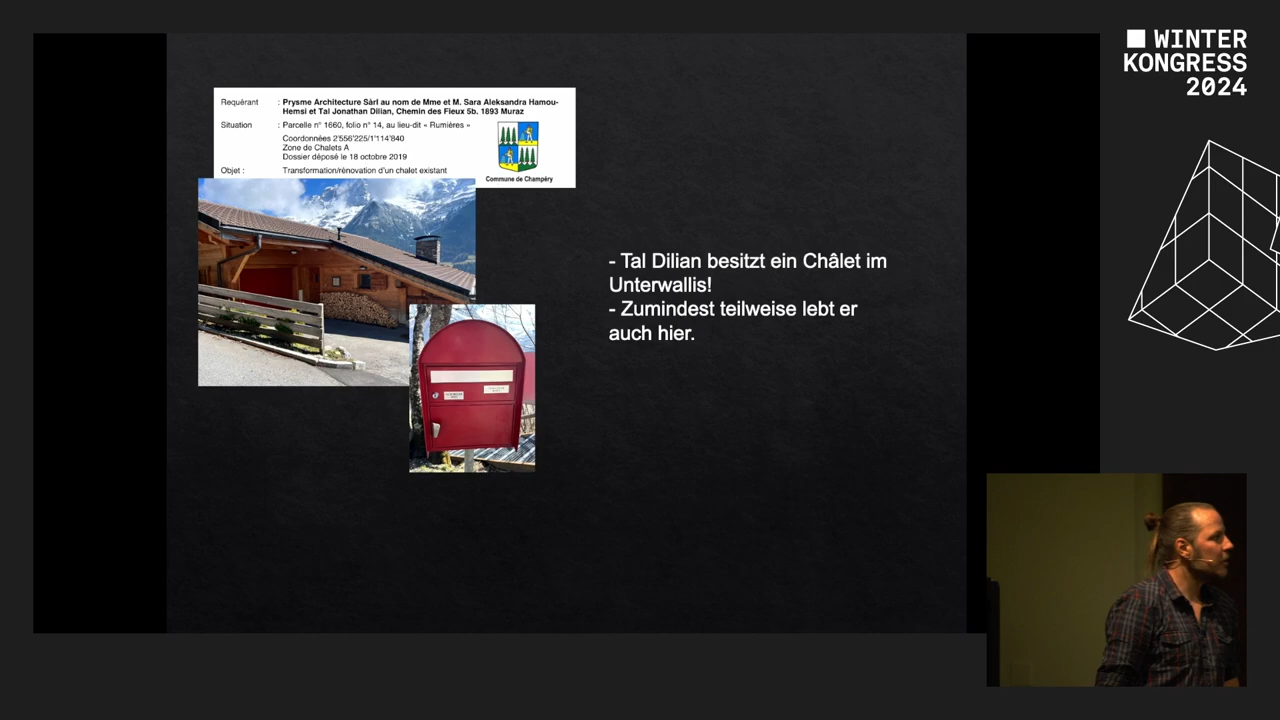 WINTER
KONGRESS
2024
Requérant : Prysme Architecture Sàrl au nom de Mme et M. Sara Aleksandra Hamou-
Hemsi et Tal Jonathan Dilian, Chemin des Fieux 5b, 1893 Muraz
Situation : Parcelle n° 1660, folio n° 14, au lieu-dit « Rumières »
Coordonnées 2'556'225/1'114'840
Zone de Chalets A
Dossier déposé le 18 octobre 2019
Objet : Transformation/rénovation d'un chalet existant
Commune de Champéry
- Tal Dilian besitzt ein Châlet im
Unterwallis!
- Zumindest teilweise lebt er
auch hier.